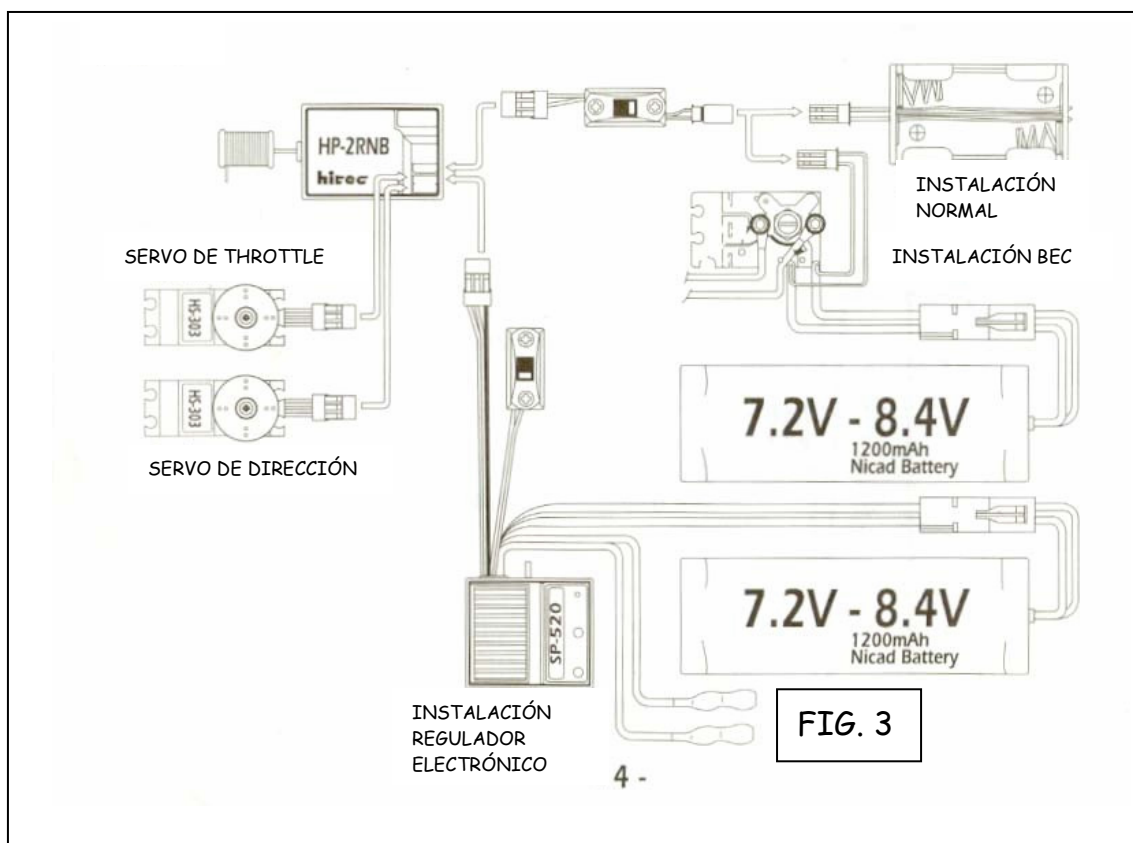 HP-2RNB
hitec
INSTALACIÓN
NORMAL
SERVO DE THROTTLE
INSTALACIÓN BEC
HS-303
HS-303
7.2V - 8.4V
1200mAh
Nicad Battery
SERVO DE DIRECCIÓN
7.2V - 8.4V
1200mAh
Nicad Battery
SP-520
INSTALACIÓN
REGULADOR
ELECTRÓNICO
FIG. 3
4 -